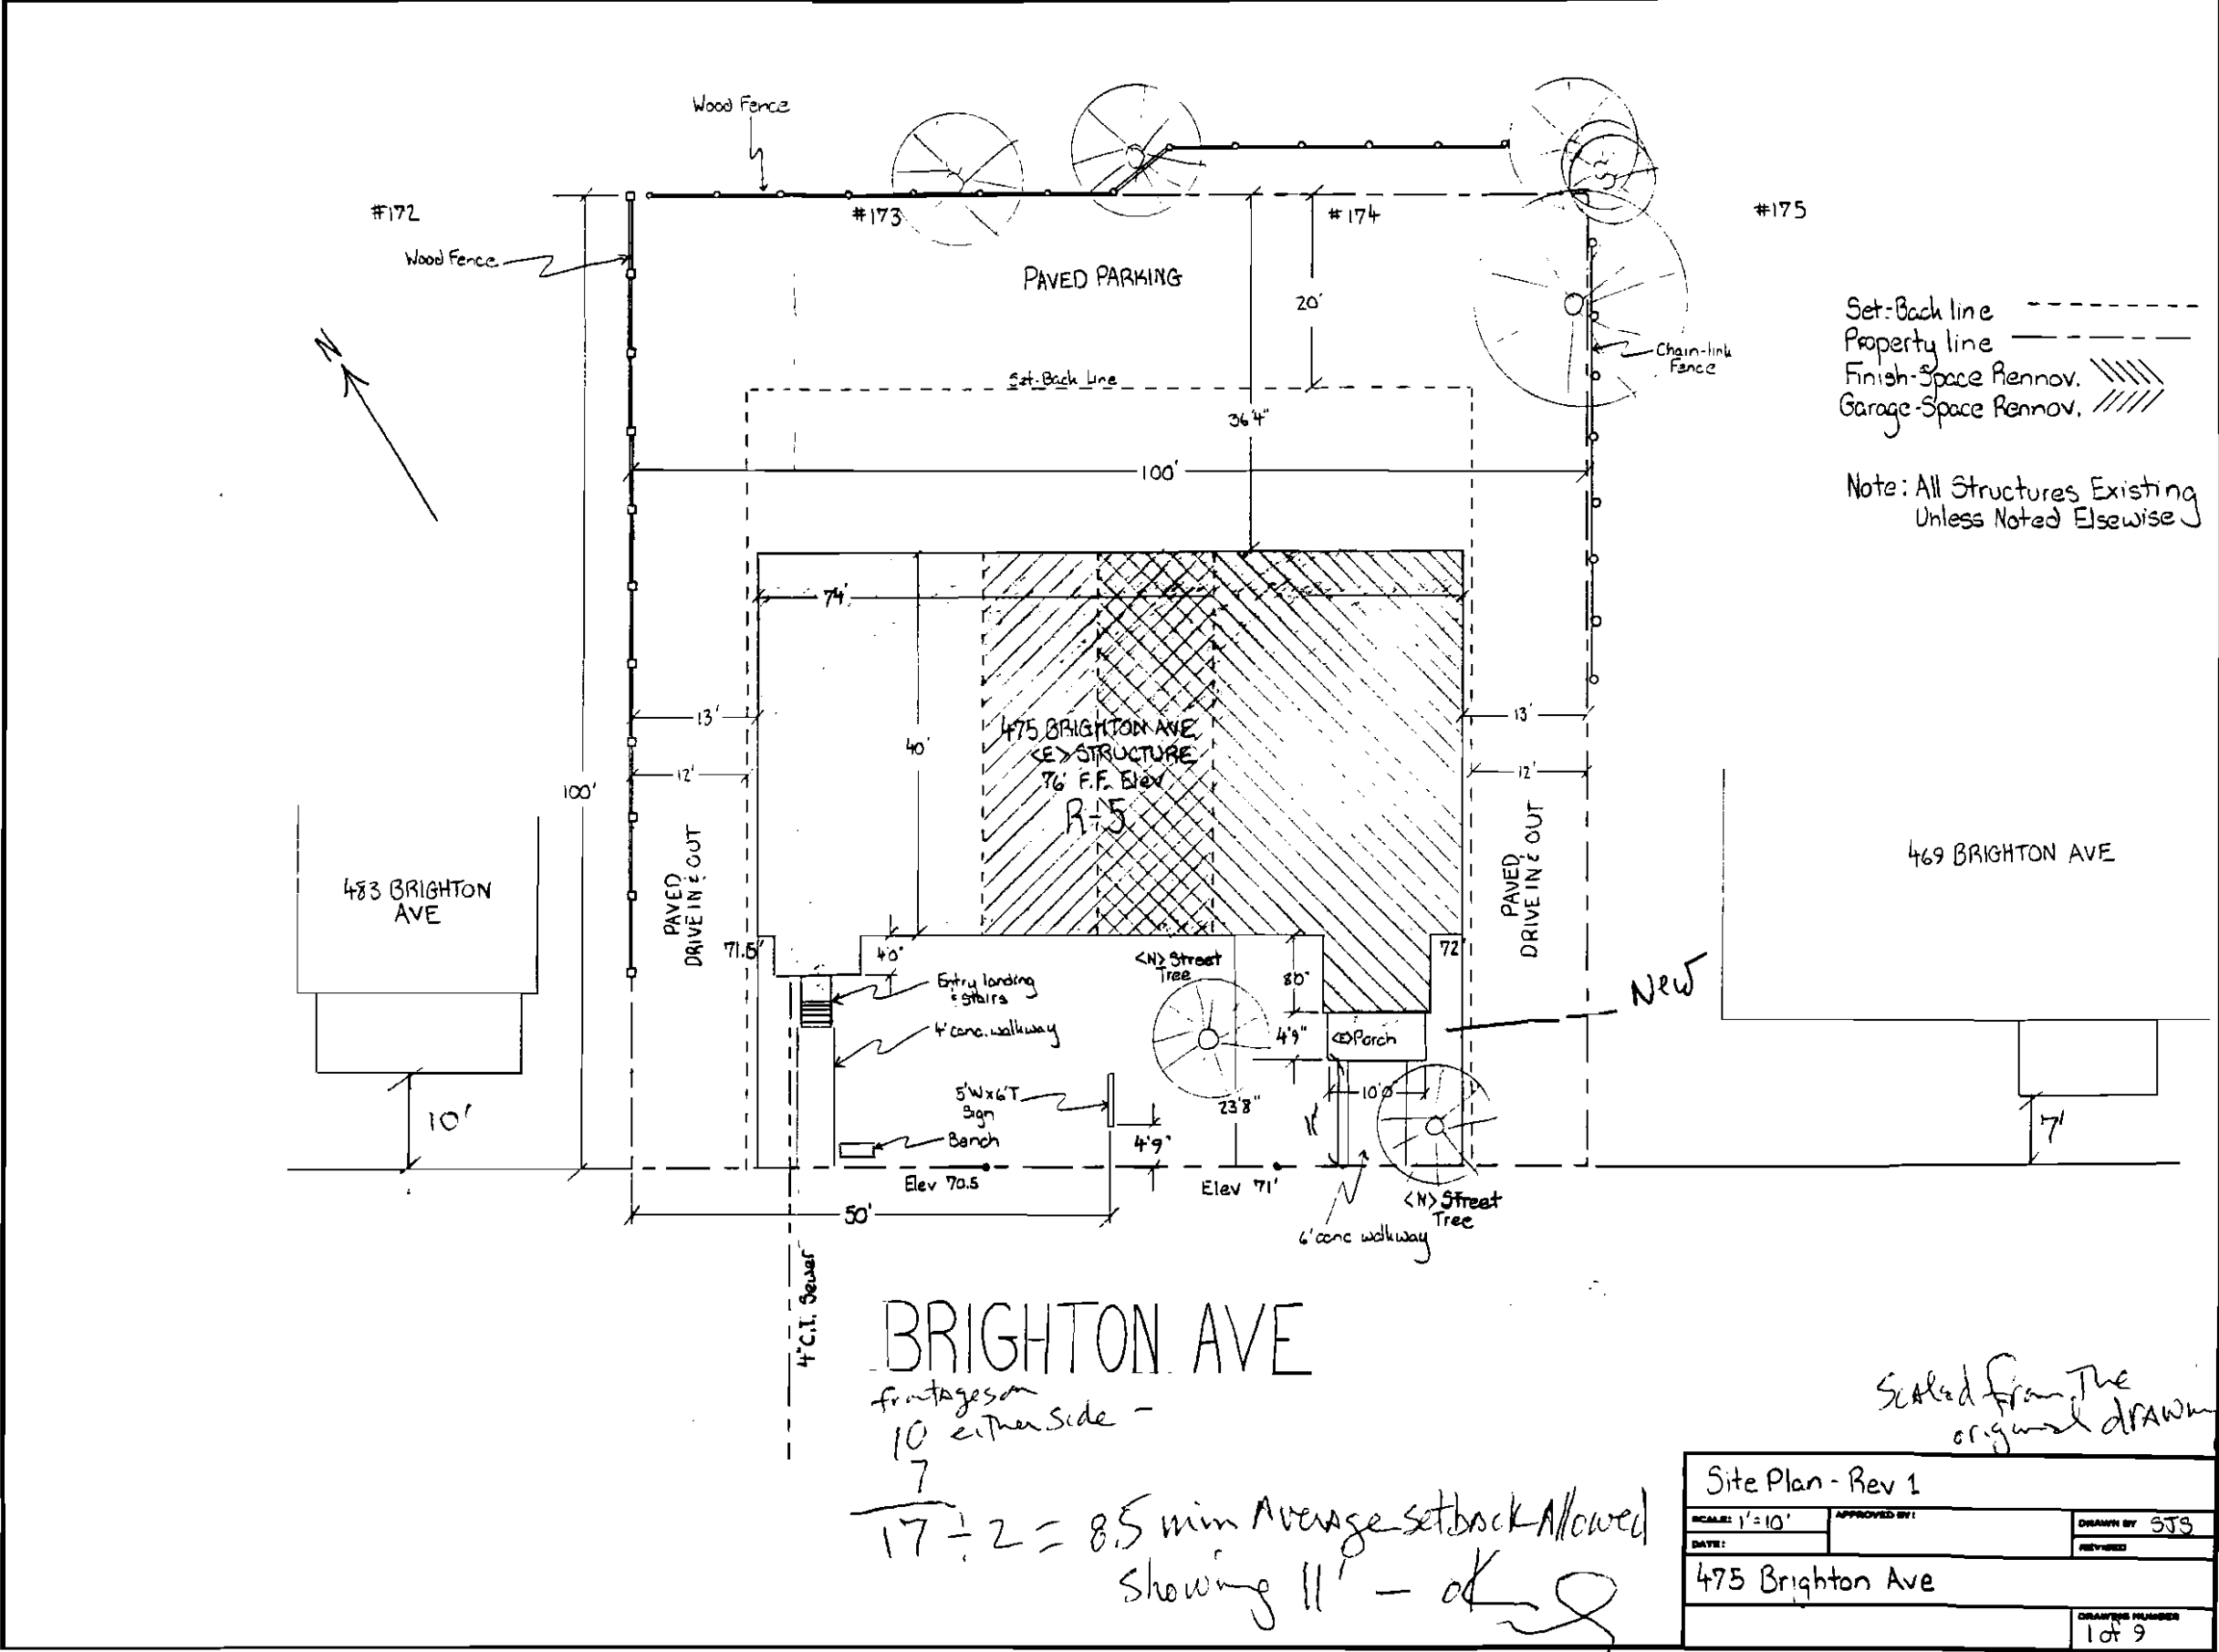 Wood Fence
#172
#173
#174
#175
Wood Fence
N
PAVED PARKING
20'
Set-Back line
Property line
Finish-Space Rennov.
Garage-Space Rennov.
Chain-link
Fence
Set-Back Line
36'4"
100'
Note: All Structures Existing
Unless Noted Elsewise
74'
13'
13'
475 BRIGHTON AVE
<E> STRUCTURE
76' F.F. Elev
R-5
40'
12'
12'
100'
PAVED
DRIVE IN & OUT
PAVED
DRIVE IN & OUT
483 BRIGHTON
AVE
469 BRIGHTON AVE
71.5'
40"
<N> Street
Tree
80"
72'
New
Entry landing
& Stairs
4' conc. walkway
4'9"
<E> Porch
5'W x 6'T
Sign
10'0
23'8"
11'
10'
Bench
4'9"
7'
Elev 70.5
Elev 71'
<N> Street
Tree
50'
6' conc walkway
4" C.I. Sewer
BRIGHTON AVE
frontages on
10 either side -
7
17 ÷ 2 = 8.5 min Average setback Allowed
Showing 11' - OK
Scaled from The
original drawin
Site Plan - Rev 1
SCALE: 1'=10'
APPROVED BY:
DRAWN BY SJS
DATE:
REVISED
475 Brighton Ave
DRAWING NUMBER
1 of 9